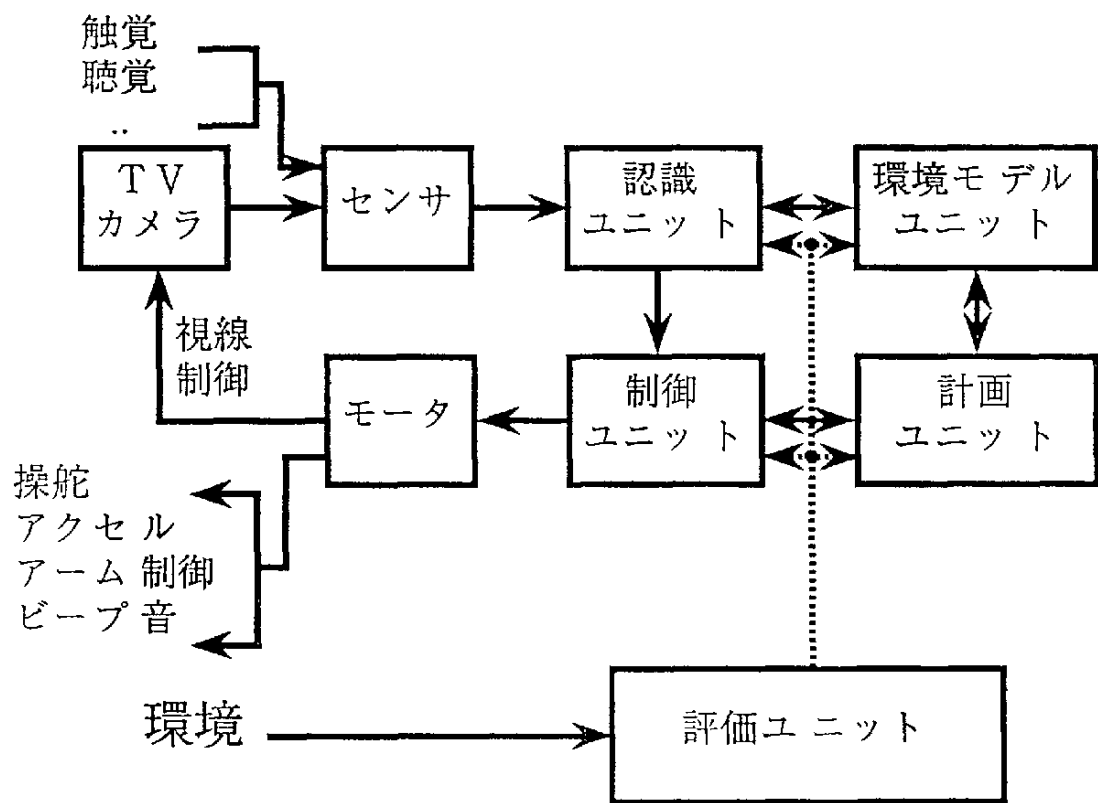 触覚
聴覚
..
TV
カメラ
センサ
認識
ユニット
環境モデル
ユニット
視線
制御
モータ
制御
ユニット
計画
ユニット
操舵
アクセル
アーム制御
ビープ音
環境
評価ユニット